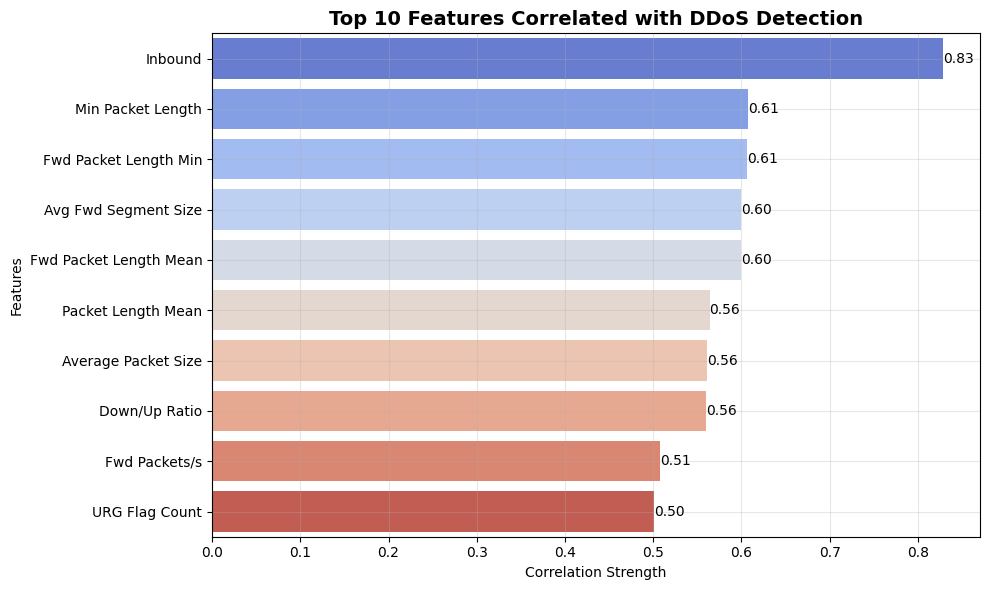 Top 10 Features Correlated with DDoS Detection
Features
Inbound 0.83
Min Packet Length 0.61
Fwd Packet Length Min 0.61
Avg Fwd Segment Size 0.60
Fwd Packet Length Mean 0.60
Packet Length Mean 0.56
Average Packet Size 0.56
Down/Up Ratio 0.56
Fwd Packets/s 0.51
URG Flag Count 0.50
0.0 0.1 0.2 0.3 0.4 0.5 0.6 0.7 0.8
Correlation Strength